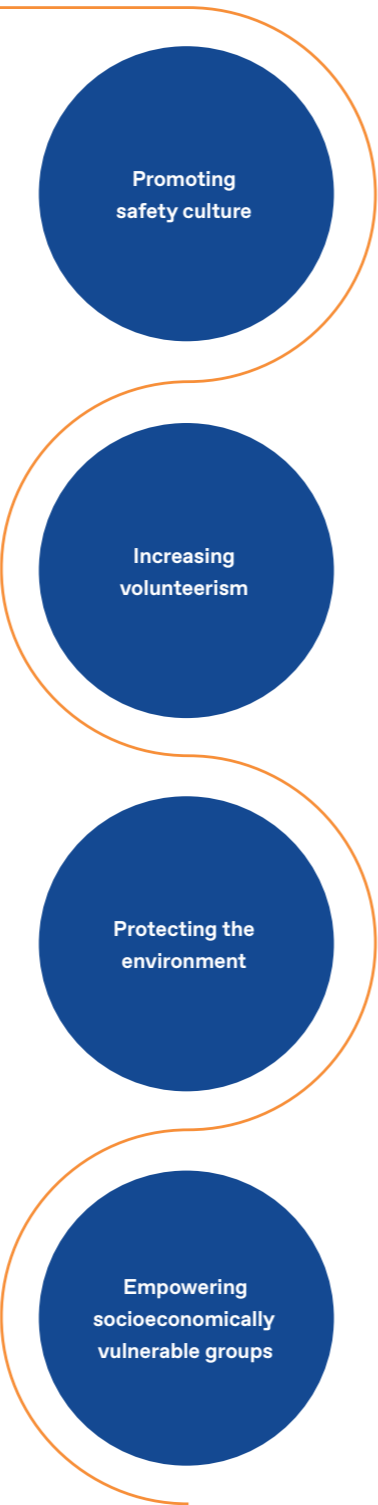 Promoting
safety culture
Increasing
volunteerism
Protecting the
environment
Empowering
socioeconomically
vulnerable groups